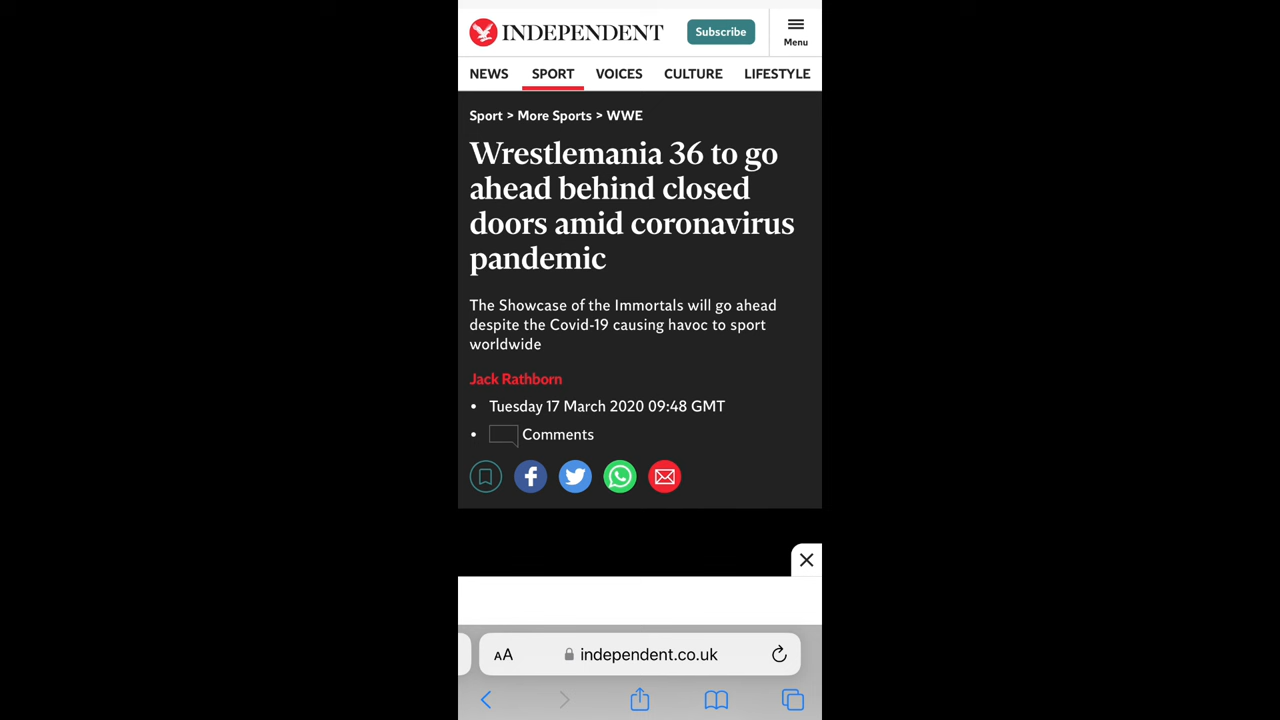 INDEPENDENT
Subscribe
Menu
NEWS SPORT VOICES CULTURE LIFESTYLE
Sport > More Sports > WWE
Wrestlemania 36 to go
ahead behind closed
doors amid coronavirus
pandemic
The Showcase of the Immortals will go ahead
despite the Covid-19 causing havoc to sport
worldwide
Jack Rathborn
• Tuesday 17 March 2020 09:48 GMT
• Comments
AA independent.co.uk